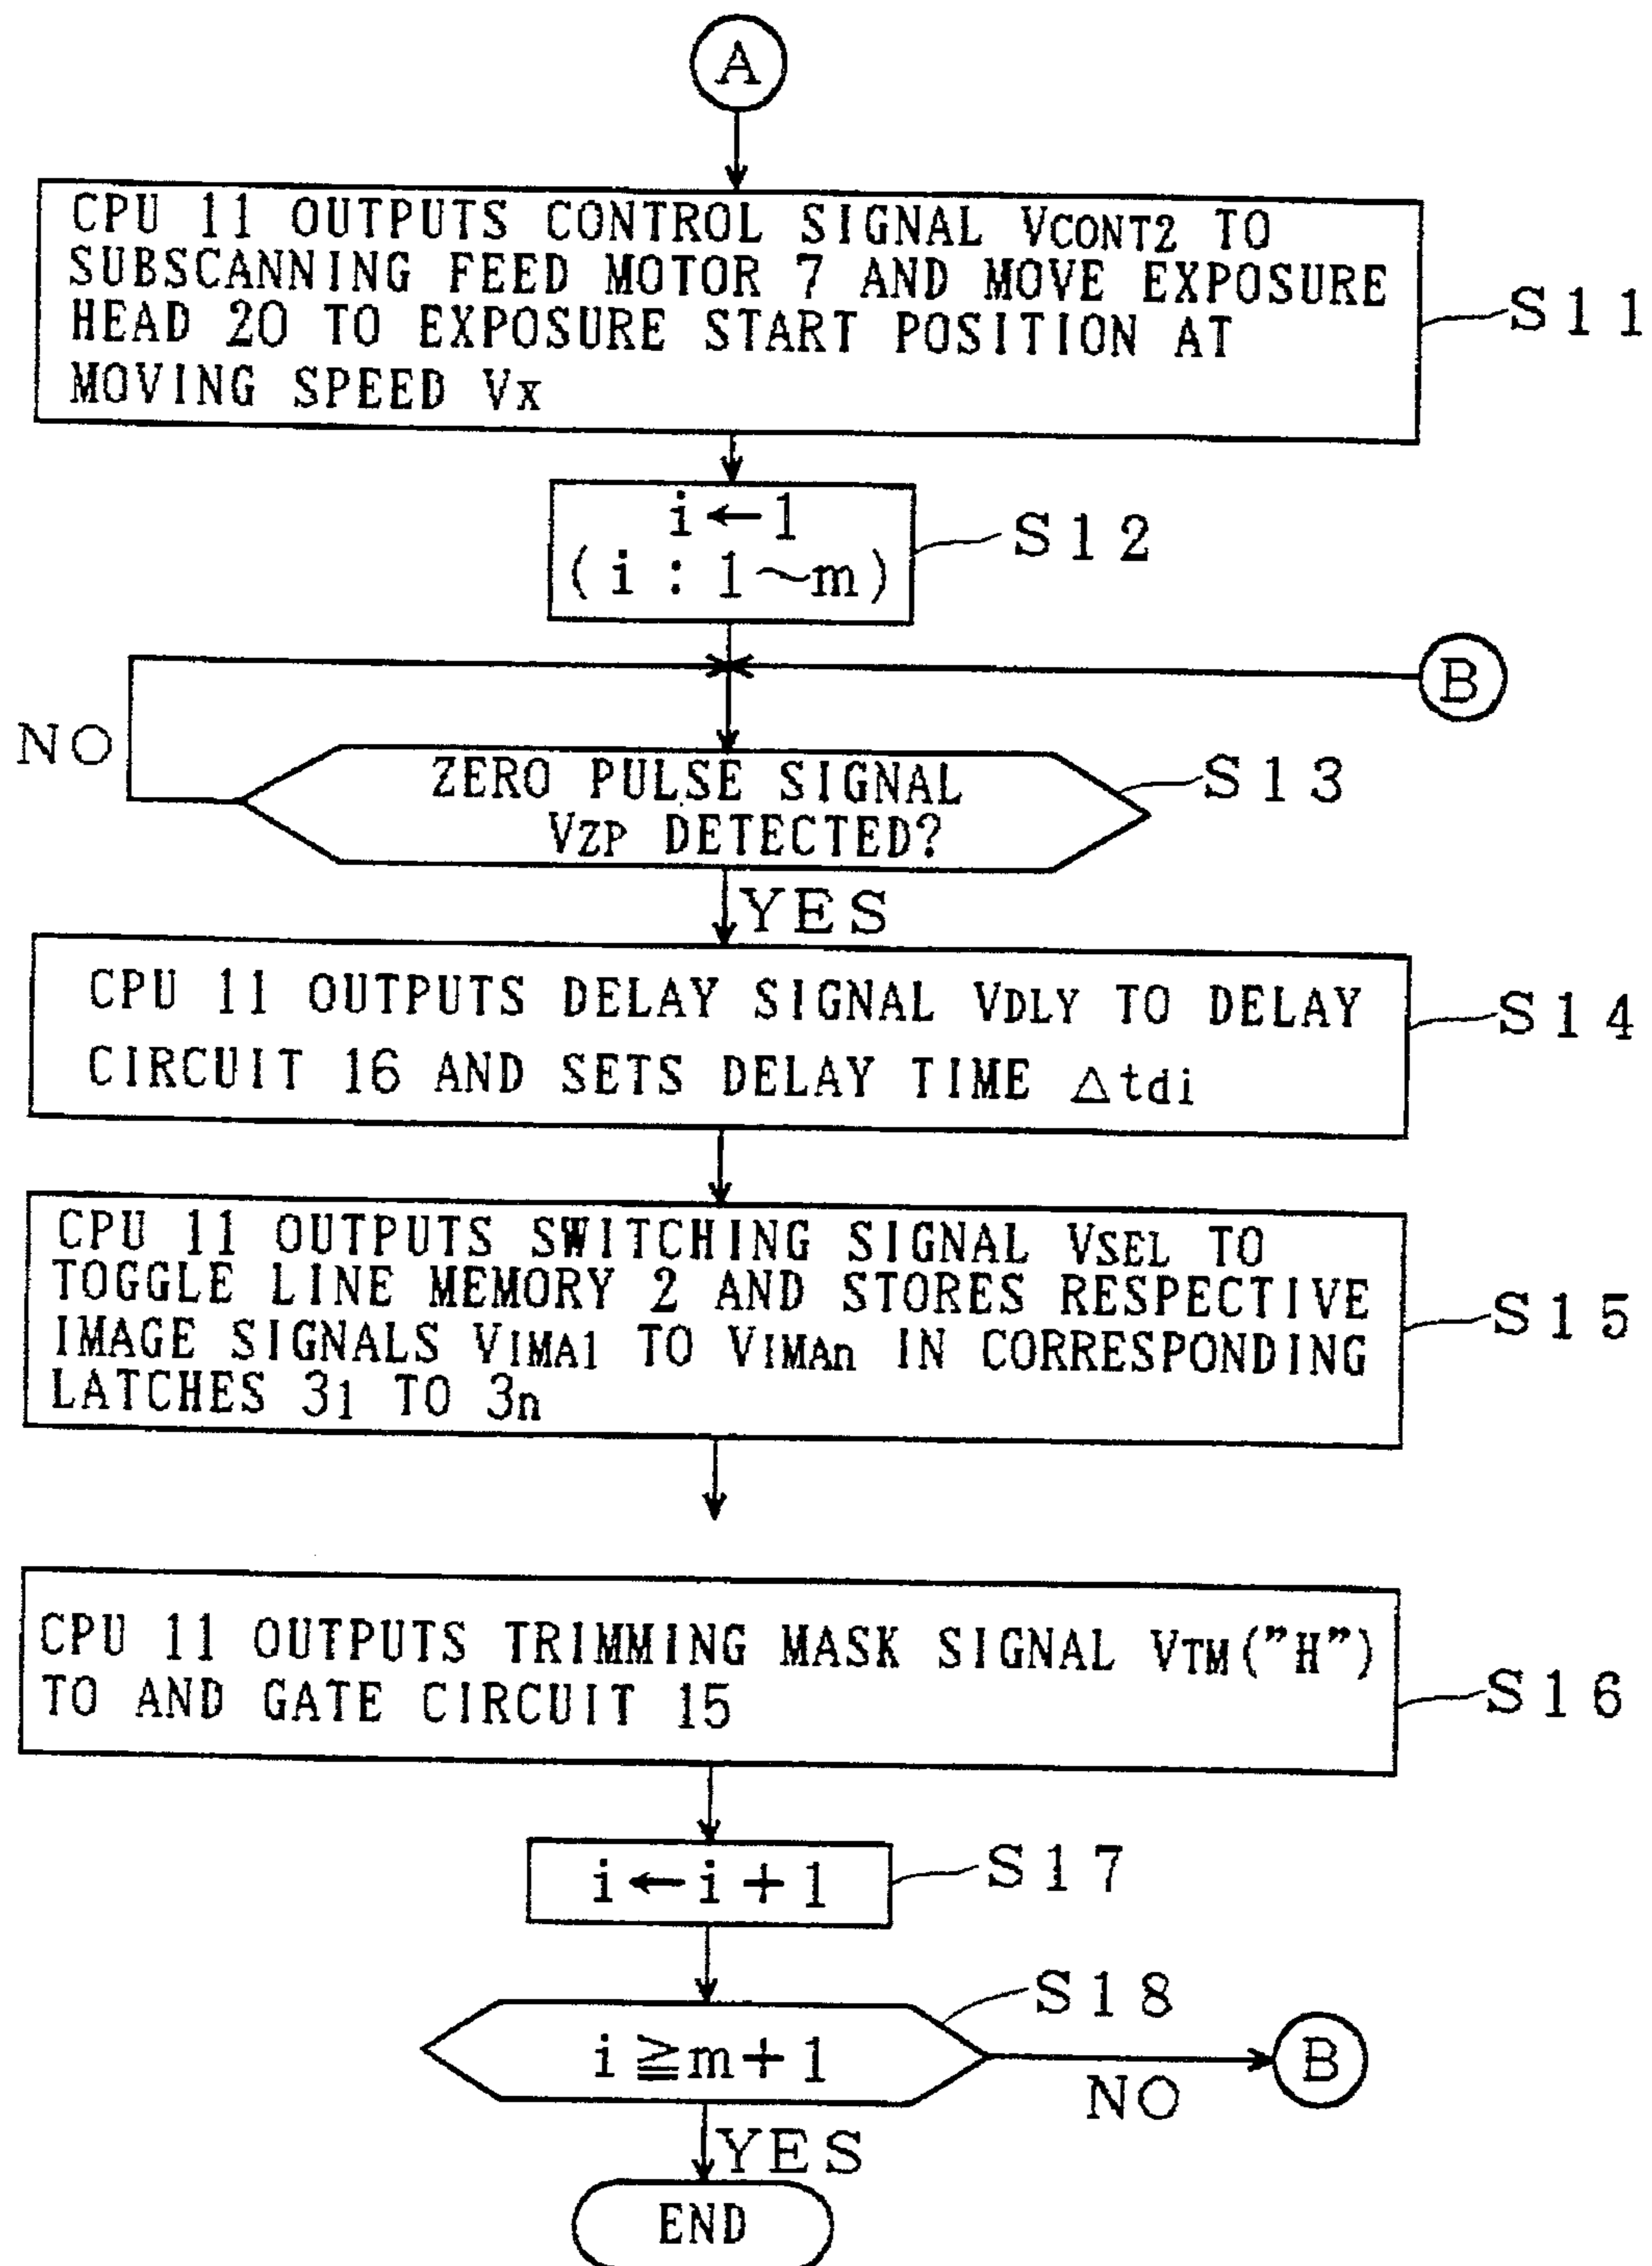 A
CPU 11 OUTPUTS CONTROL SIGNAL VCONT2 TO
SUBSCANNING FEED MOTOR 7 AND MOVE EXPOSURE
HEAD 20 TO EXPOSURE START POSITION AT
MOVING SPEED Vx
S11
i←1
(i : 1~m)
S12
B
NO
ZERO PULSE SIGNAL
VZP DETECTED?
S13
YES
CPU 11 OUTPUTS DELAY SIGNAL VDLY TO DELAY
CIRCUIT 16 AND SETS DELAY TIME △tdi
S14
CPU 11 OUTPUTS SWITCHING SIGNAL VSEL TO
TOGGLE LINE MEMORY 2 AND STORES RESPECTIVE
IMAGE SIGNALS VIMA1 TO VIMAn IN CORRESPONDING
LATCHES 31 TO 3n
S15
CPU 11 OUTPUTS TRIMMING MASK SIGNAL VTM("H")
TO AND GATE CIRCUIT 15
S16
i←i+1
S17
i≧m+1
S18
NO
B
YES
END